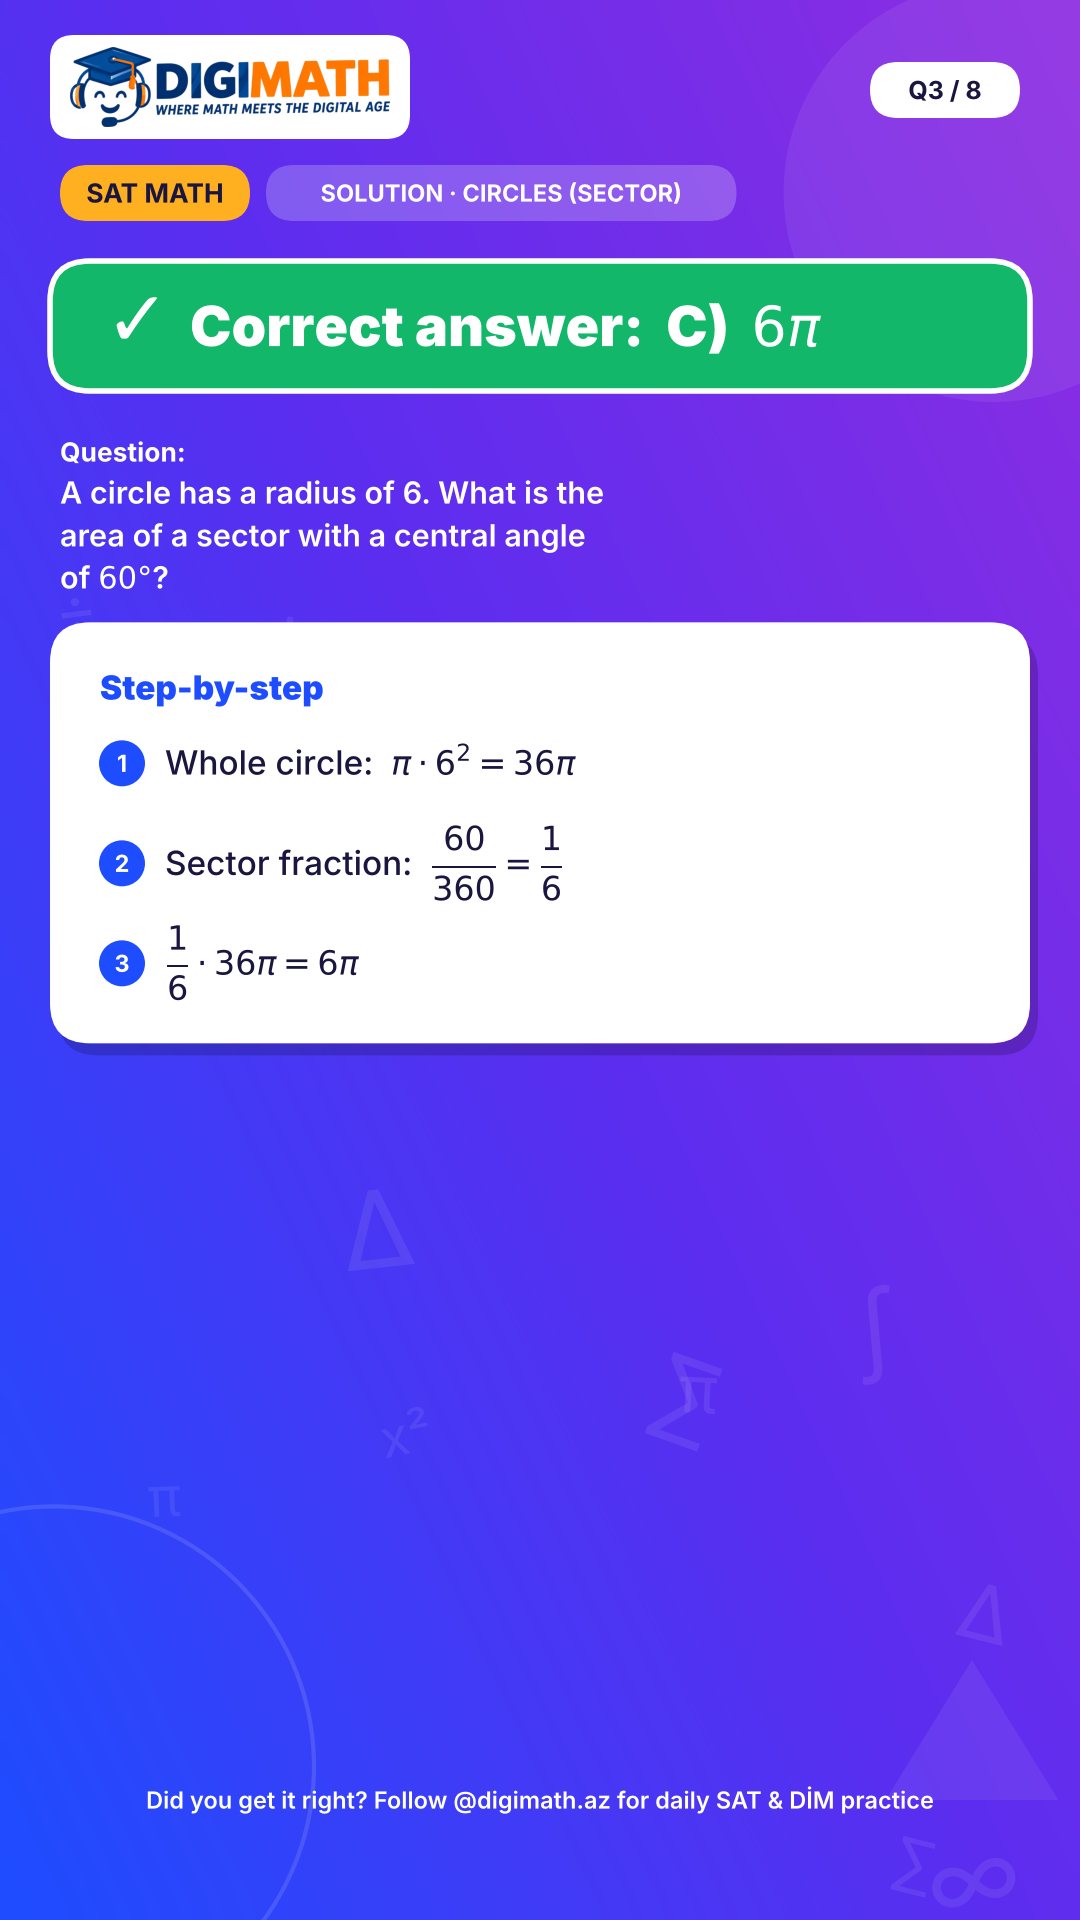 DIGIMATH
WHERE MATH MEETS THE DIGITAL AGE
Q3 / 8
SAT MATH
SOLUTION · CIRCLES (SECTOR)
✓ Correct answer: C) 6π
Question:
A circle has a radius of 6. What is the
area of a sector with a central angle
of 60°?
Step-by-step
1 Whole circle: π · 6² = 36π
2 Sector fraction: 60/360 = 1/6
3 1/6 · 36π = 6π
÷
Δ
∫
Σ
π
x²
π
Δ
Did you get it right? Follow @digimath.az for daily SAT & DİM practice
Σ
∞